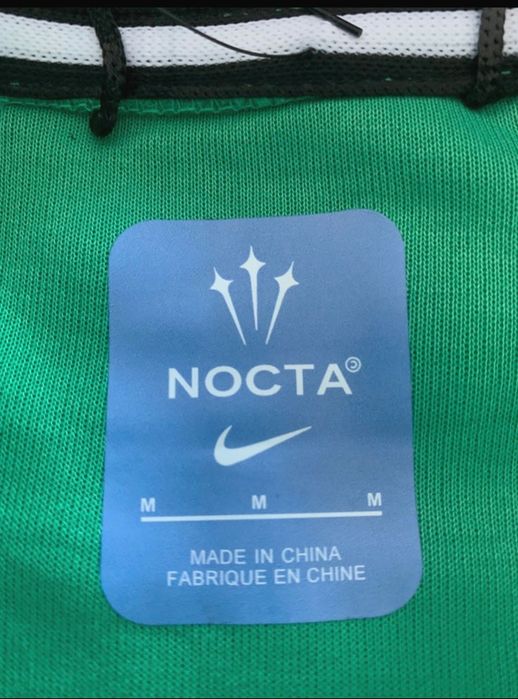 NOCTA©
M M M
MADE IN CHINA
FABRIQUE EN CHINE